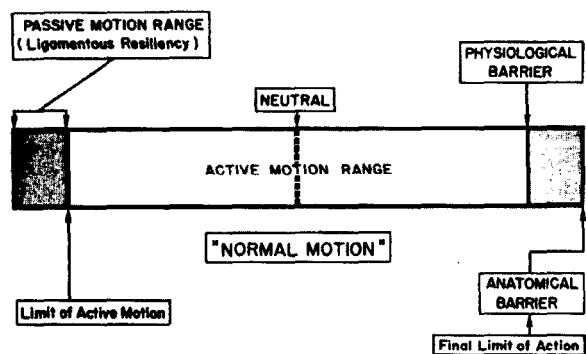 PASSIVE MOTION RANGE
(Ligamentous Resiliency)
PHYSIOLOGICAL
BARRIER
NEUTRAL
ACTIVE MOTION RANGE
"NORMAL MOTION"
Limit of Active Motion
ANATOMICAL
BARRIER
Final Limit of Action